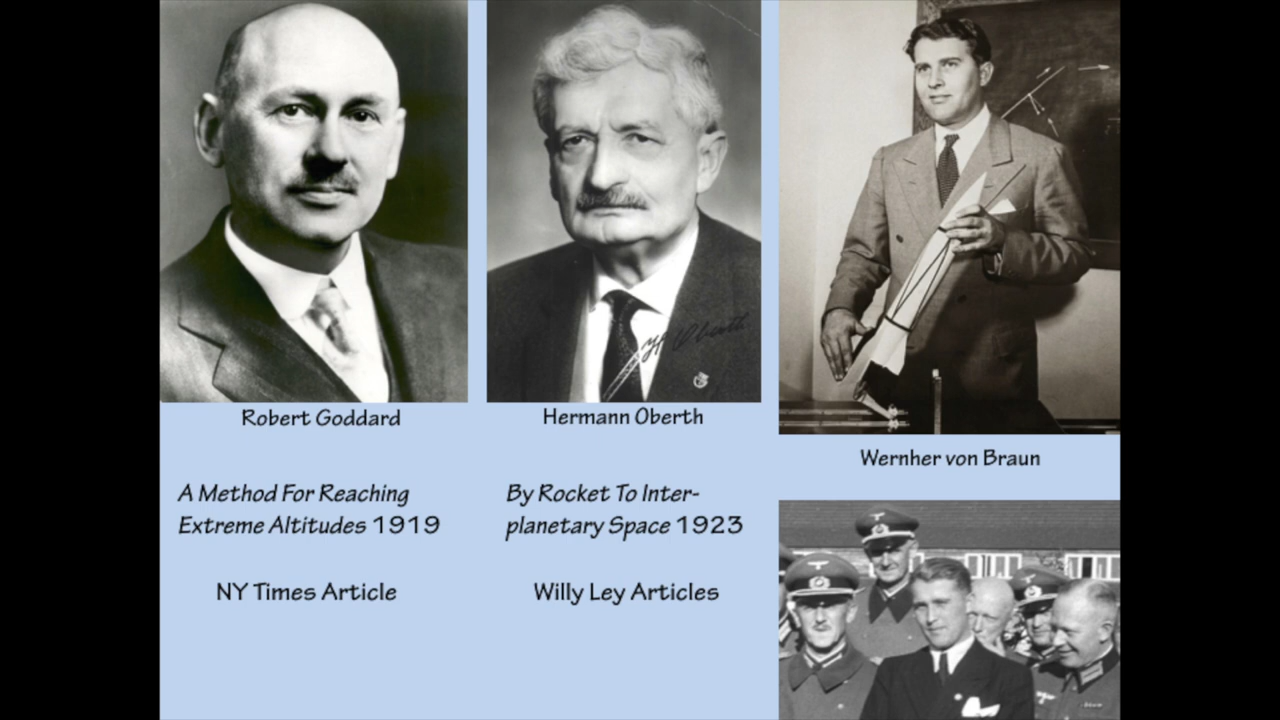 H Oberth
Robert Goddard
Hermann Oberth
Wernher von Braun
A Method For Reaching
Extreme Altitudes 1919
By Rocket To Inter-
planetary Space 1923
NY Times Article
Willy Ley Articles